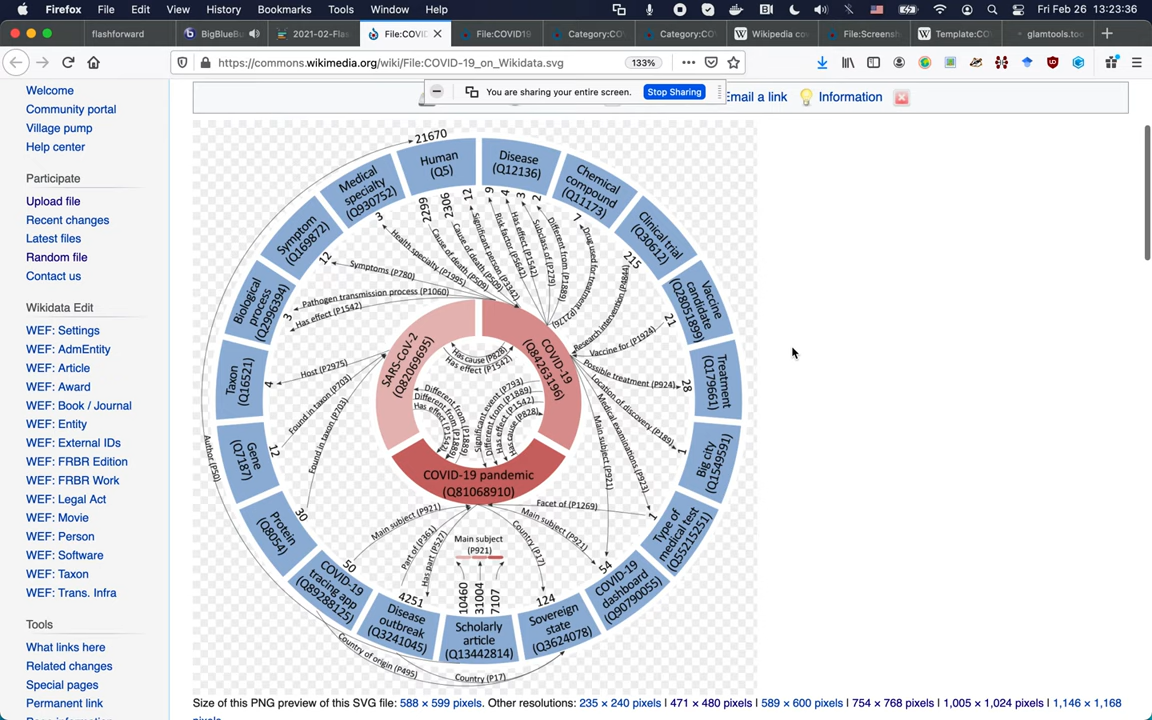 Firefox File Edit View History Bookmarks Tools Window Help Fri Feb 26 13:23:36
flashforward BigBlueBu 2021-02-Flas File:COVI File:COVID19 Category:CO Category:CO Wikipedia co File:Screensh Template:CO glamtools.too
https://commons.wikimedia.org/wiki/File:COVID-19_on_Wikidata.svg 133%
You are sharing your entire screen. Stop Sharing
Email a link Information
Welcome
Community portal
Village pump
Help center
Participate
Upload file
Recent changes
Latest files
Random file
Contact us
Wikidata Edit
WEF: Settings
WEF: AdmEntity
WEF: Article
WEF: Award
WEF: Book / Journal
WEF: Entity
WEF: External IDs
WEF: FRBR Edition
WEF: FRBR Work
WEF: Legal Act
WEF: Movie
WEF: Person
WEF: Software
WEF: Taxon
WEF: Trans. Infra
Tools
What links here
Related changes
Special pages
Permanent link
21670
Human
(Q5)
Disease
(Q12136)
Chemical
compound
(Q11173)
Clinical trial
(Q30612)
Vaccine
candidate
(Q28051899)
Treatment
(Q179661)
Big city
(Q1549591)
Type of
medical test
(Q55215251)
COVID-19
dashboard
(Q90790055)
Sovereign
state
(Q3624078)
Scholarly
article
(Q13442814)
Disease
outbreak
(Q3241045)
COVID-19
tracing app
(Q89288125)
Protein
(Q8054)
Gene
(Q7187)
Taxon
(Q16521)
Biological
process
(Q2996394)
Symptom
(Q169872)
Medical
specialty
(Q930752)
3
2299
2306
12
9
4
3
2
7
215
21
28
1
1
54
124
7107
31004
10460
4251
50
30
12
4
3
12
Health specialty (P1995)
Cause of death (P509)
Cause of death (P509)
Significant person (P3342)
Risk factor (P5642)
Has effect (P1542)
Subclass of (P279)
Different from (P1889)
Drug used for treatment (P2176)
Research intervention (P4844)
Vaccine for (P1924)
Possible treatment (P924)
Location of discovery (P189)
Medical examinations (P923)
Main subject (P921)
Facet of (P1269)
Main subject (P921)
Country (P17)
Main subject
(P921)
Has part (P527)
Part of (P361)
Main subject (P921)
Found in taxon (P703)
Found in taxon (P703)
Host (P2975)
Has effect (P1542)
Pathogen transmission process (P1060)
Symptoms (P780)
Author (P50)
Country of origin (P495)
Country (P17)
SARS-CoV-2
(Q82069695)
COVID-19
(Q84263196)
COVID-19 pandemic
(Q81068910)
Has cause (P828)
Has effect (P1542)
Different from (P1889)
Different from (P1889)
Has effect (P1542)
Significant event (P793)
Different from (P1889)
Has effect (P1542)
Has cause (P828)
Size of this PNG preview of this SVG file: 588 × 599 pixels. Other resolutions: 235 × 240 pixels | 471 × 480 pixels | 589 × 600 pixels | 754 × 768 pixels | 1,005 × 1,024 pixels | 1,146 × 1,168